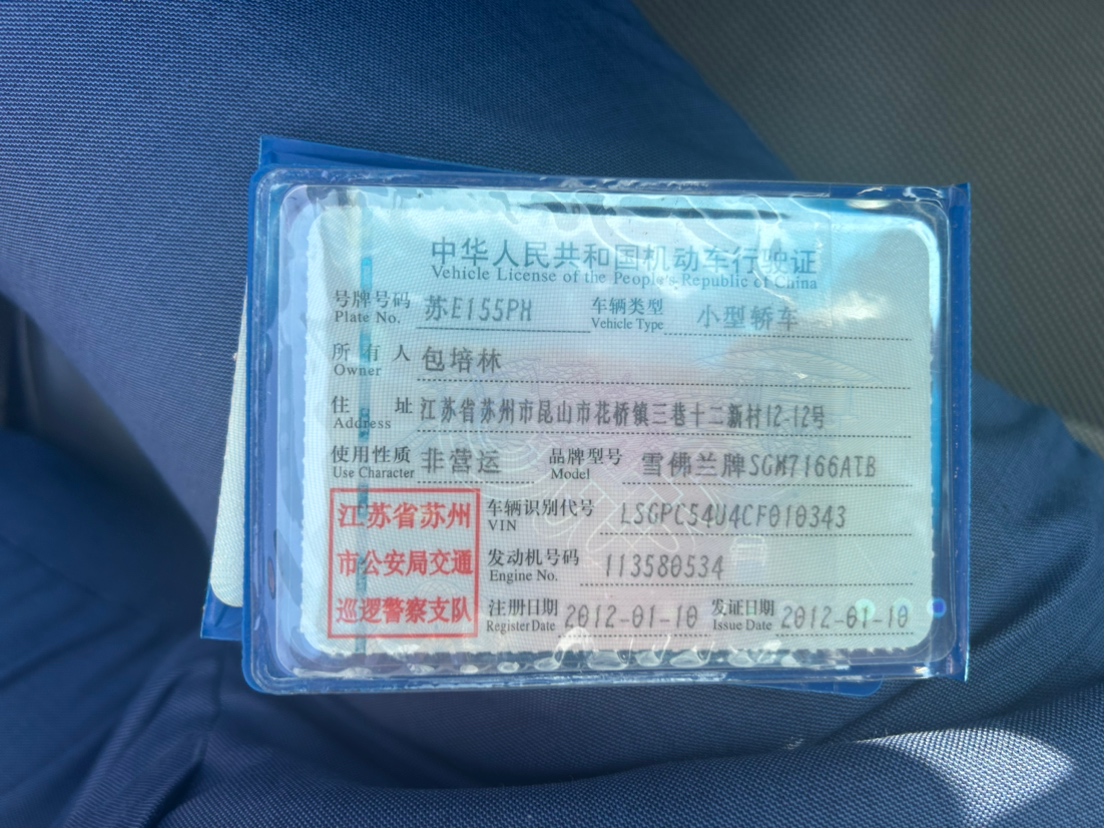 中华人民共和国机动车行驶证
Vehicle License of the People's Republic of China
号牌号码 苏E155PH 车辆类型 小型轿车
Plate No. Vehicle Type
所有人 包培林
Owner
住址 江苏省苏州市昆山市花桥镇三巷十二新村12-12号
Address
使用性质 非营运 品牌型号 雪佛兰牌SGM7166ATB
Use Character Model
江苏省苏州
市公安局交通
巡逻警察支队
车辆识别代号 LSGPC54U4CF010343
VIN
发动机号码 113580534
Engine No.
注册日期 2012-01-10 发证日期 2012-01-10
Register Date Issue Date